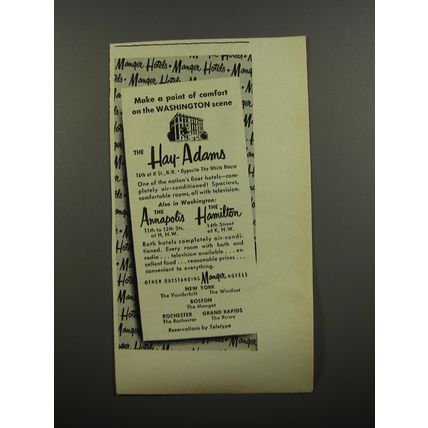 Manger Hotels • Manger Hotels
Make a point of comfort
on the WASHINGTON scene
THE
Hay-Adams
16th at H St., N.W. • Opposite The White House
One of the nation's finer hotels—com-
pletely air-conditioned! Spacious,
comfortable rooms, all with television.
Also in Washington:
THE Annapolis
11th to 12th Sts.
at H, N.W.
THE Hamilton
14th Street
at K, N.W.
Both hotels completely air-condi-
tioned. Every room with bath and
radio . . . television available . . . ex-
cellent food . . . reasonable prices . . .
convenient to everything.
OTHER OUTSTANDING Manger HOTELS
NEW YORK
The Vanderbilt The Windsor
BOSTON
The Manger
ROCHESTER GRAND RAPIDS
The Rochester The Rowe
Reservations by Teletype